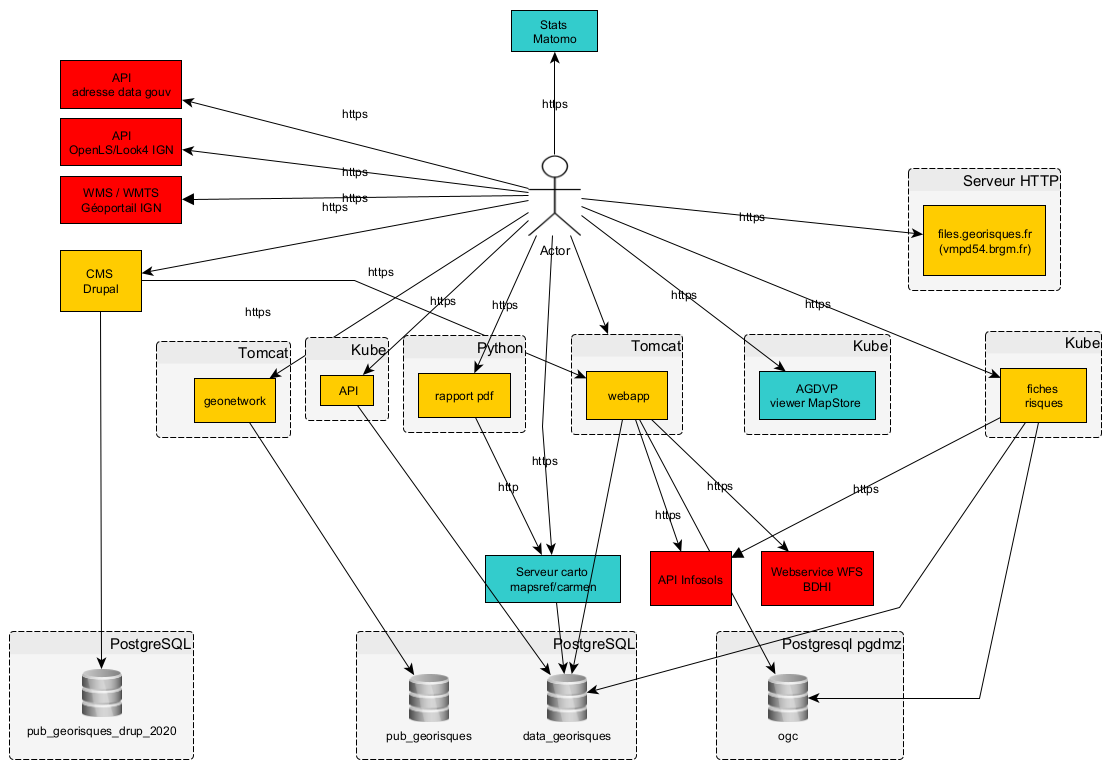 Stats
Matomo
API
adresse data gouv
https
https
API
OpenLS/Look4 IGN
https
WMS / WMTS
Géoportail IGN
https
https
Serveur HTTP
files.georisques.fr
(vmpd54.brgm.fr)
https
Actor
CMS
Drupal
https
https
https
https
https
https
https
Tomcat
geonetwork
Kube
API
Python
rapport pdf
Tomcat
webapp
Kube
AGDVP
viewer MapStore
Kube
fiches
risques
https
http
https
https
https
Serveur carto
mapsref/carmen
API Infosols
Webservice WFS
BDHI
PostgreSQL
pub_georisques_drup_2020
PostgreSQL
pub_georisques
data_georisques
Postgresql pgdmz
ogc